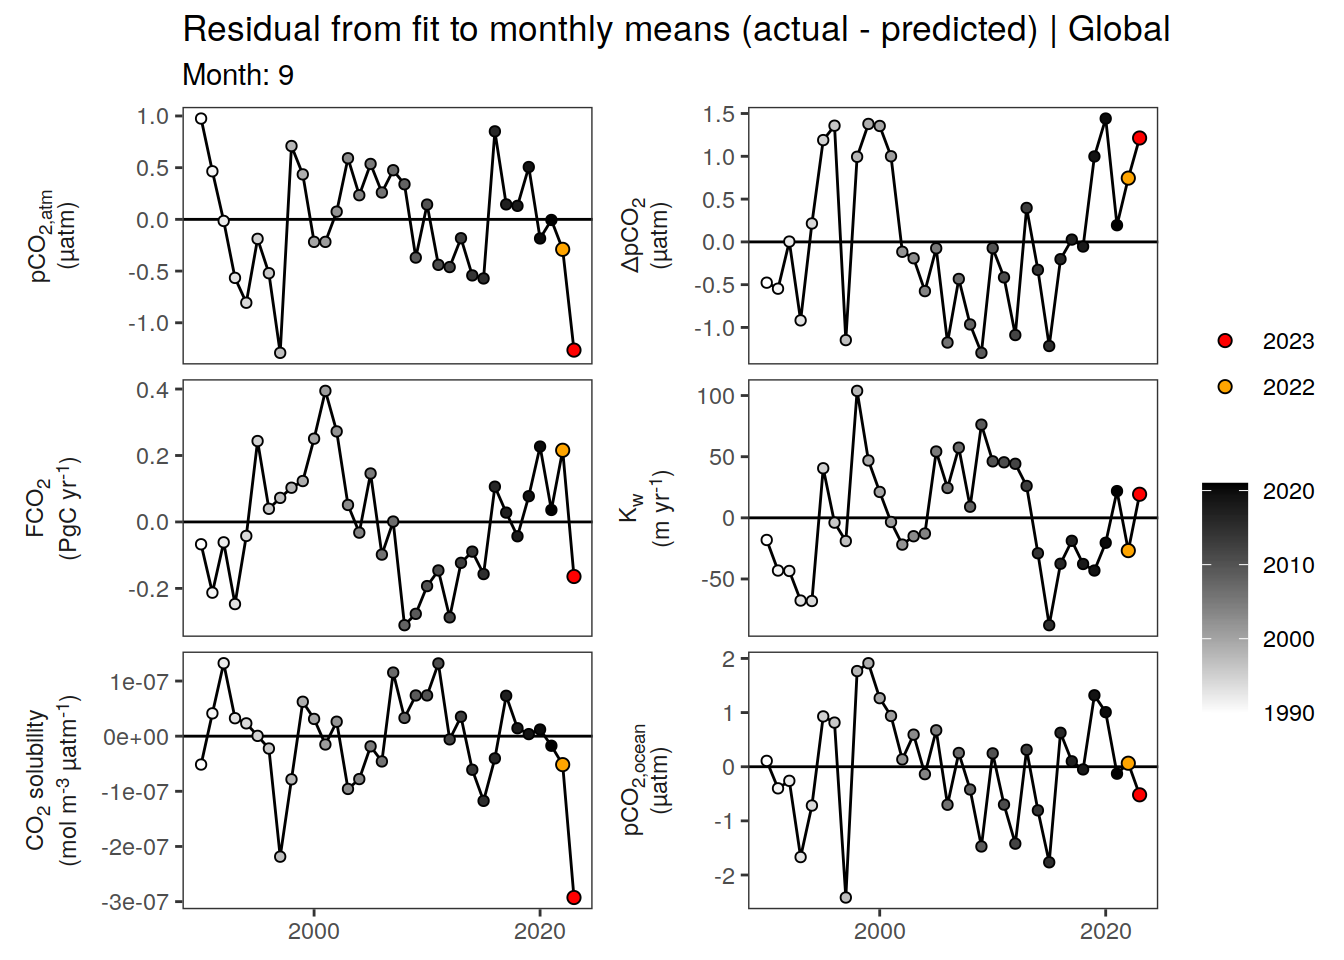 Residual from fit to monthly means (actual - predicted) | Global
Month: 9
pCO2,atm
(µatm)
1.0
0.5
0.0
-0.5
-1.0
ΔpCO2
(µatm)
1.5
1.0
0.5
0.0
-0.5
-1.0
FCO2
(PgC yr-1)
0.4
0.2
0.0
-0.2
Kw
(m yr-1)
100
50
0
-50
CO2 solubility
(mol m-3 µatm-1)
1e-07
0e+00
-1e-07
-2e-07
-3e-07
pCO2,ocean
(µatm)
2
1
0
-1
-2
2000
2020
2000
2020
2023
2022
2020
2010
2000
1990